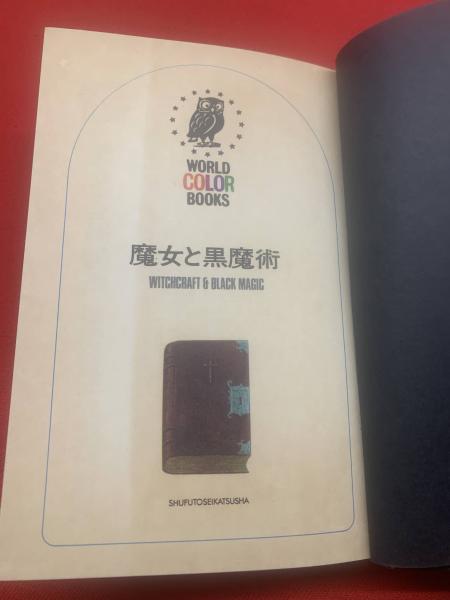 WORLD
COLOR
BOOKS
魔女と黒魔術
WITCHCRAFT & BLACK MAGIC
SHUFUTOSEIKATSUSHA